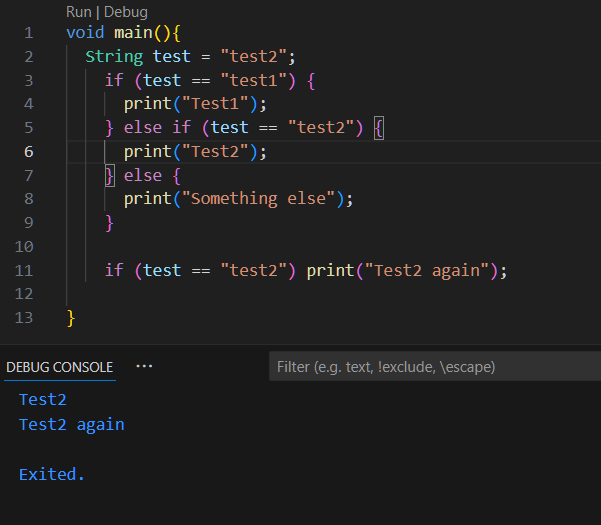 Run | Debug
1 void main(){
2 String test = "test2";
3 if (test == "test1") {
4 print("Test1");
5 } else if (test == "test2") {
6 print("Test2");
7 } else {
8 print("Something else");
9 }
10
11 if (test == "test2") print("Test2 again");
12
13 }
DEBUG CONSOLE ··· Filter (e.g. text, !exclude, \escape)
Test2
Test2 again
Exited.